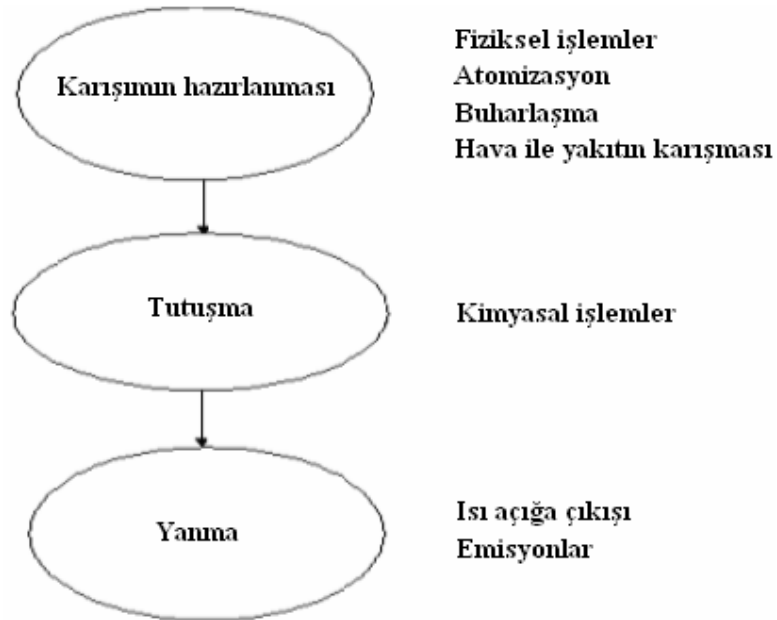 Karışımın hazırlanması
Fiziksel işlemler
Atomizasyon
Buharlaşma
Hava ile yakıtın karışması
Tutuşma
Kimyasal işlemler
Yanma
Isı açığa çıkışı
Emisyonlar